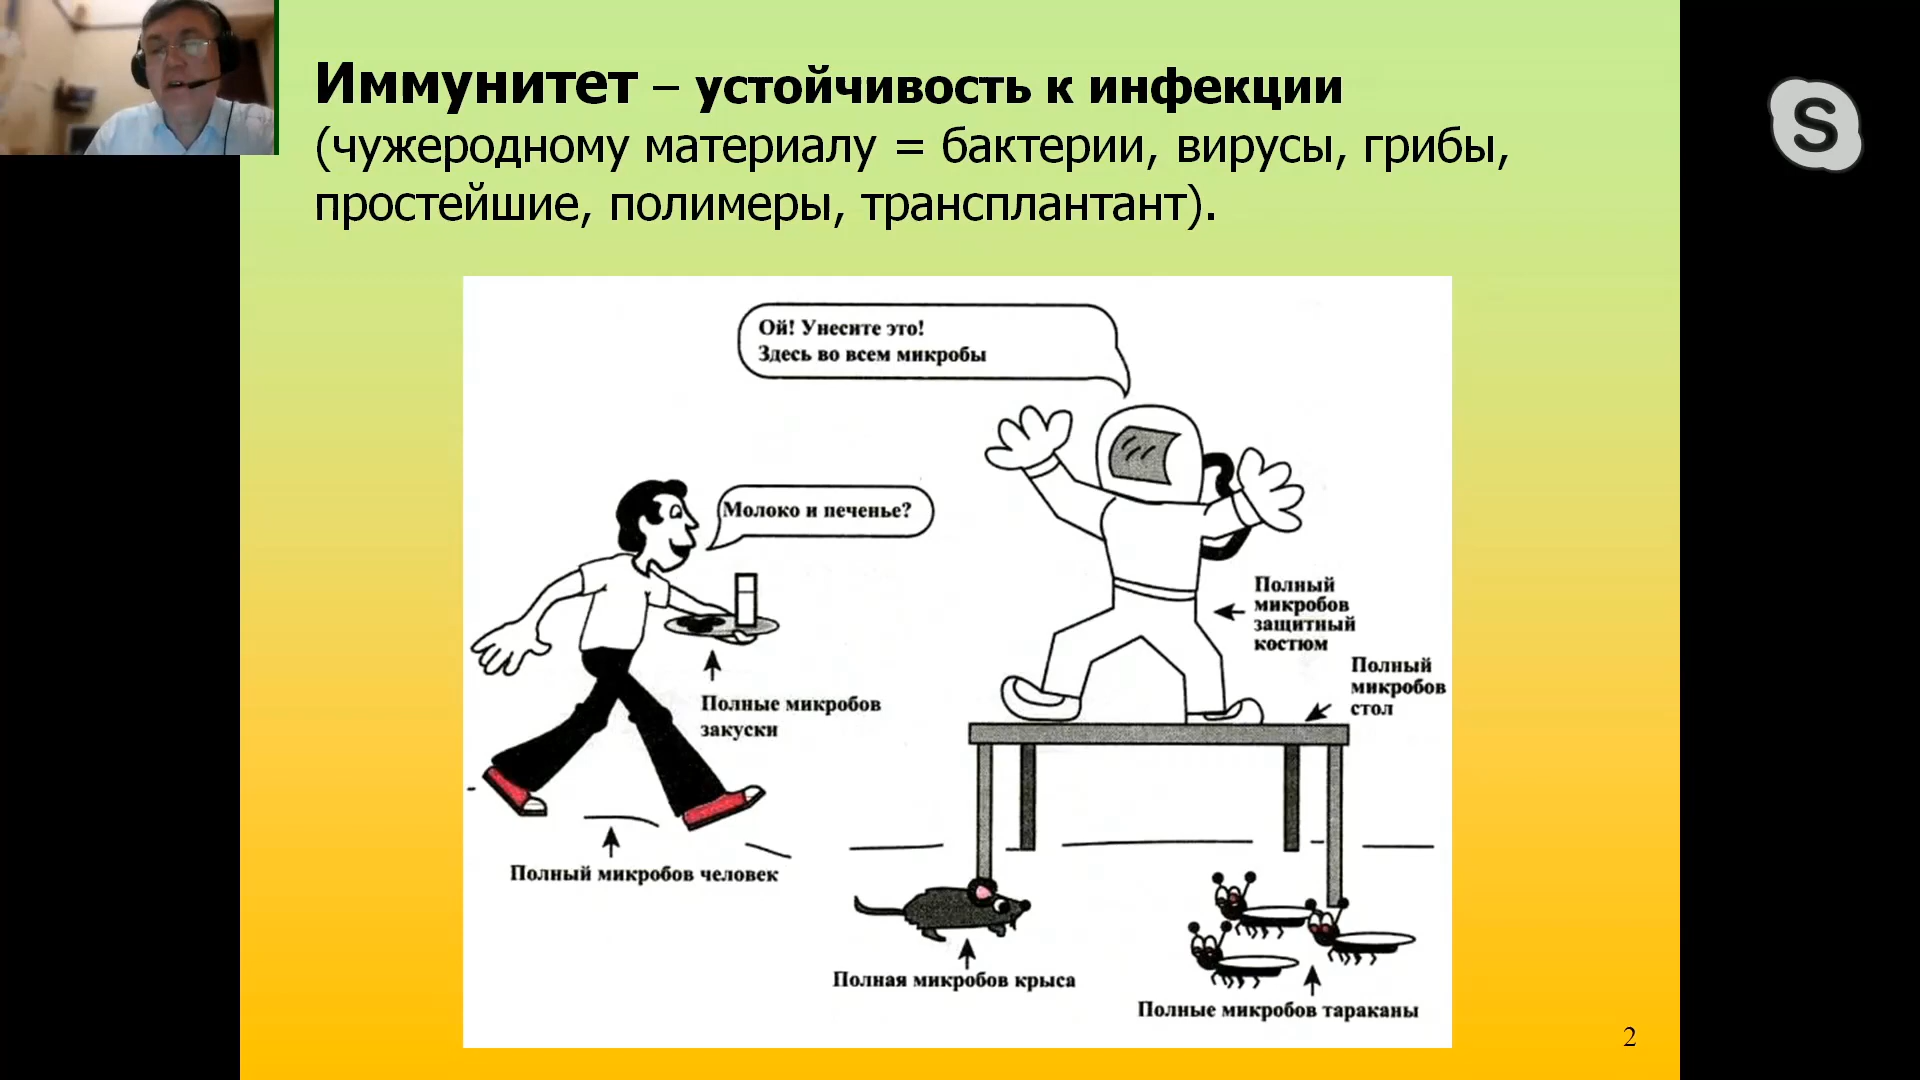 Иммунитет – устойчивость к инфекции
(чужеродному материалу = бактерии, вирусы, грибы,
простейшие, полимеры, трансплантант).
S
Ой! Унесите это!
Здесь во всем микробы
Молоко и печенье?
Полный
микробов
защитный
костюм
Полный
микробов
стол
Полные микробов
закуски
Полный микробов человек
Полная микробов крыса
Полные микробов тараканы
2